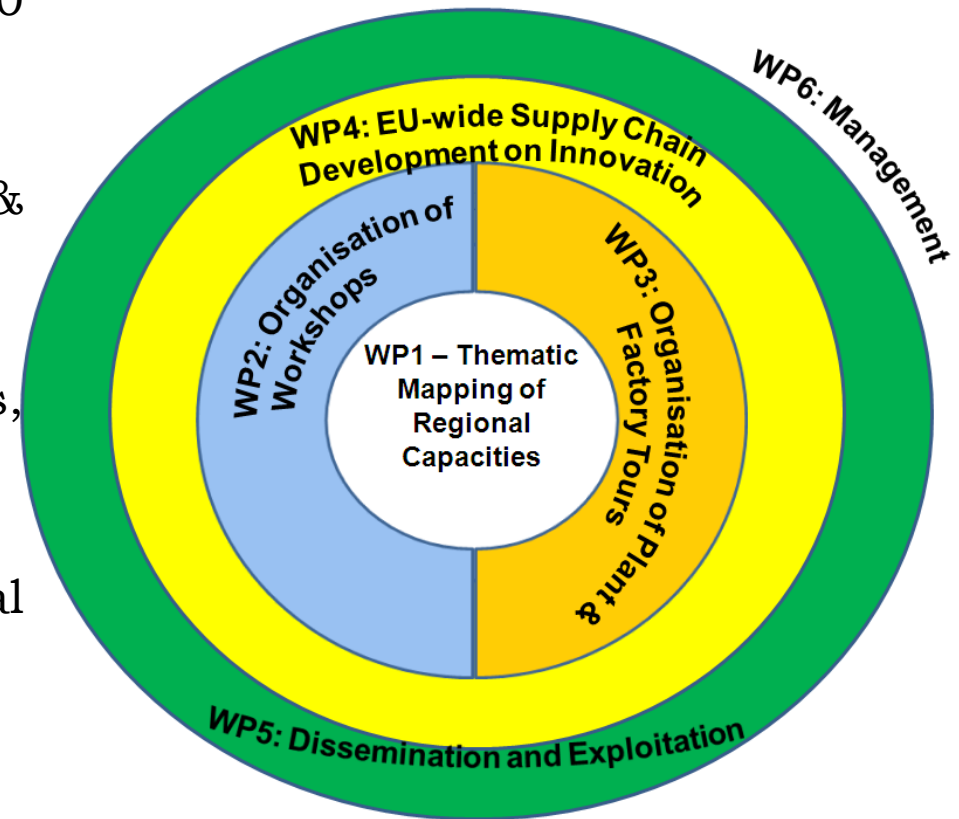 &
s,
al
WP6: Management
WP4: EU-wide Supply Chain
Development on Innovation
WP2: Organisation of
Workshops
WP3: Organisation of Plant &
Factory Tours
WP1 – Thematic
Mapping of
Regional
Capacities
WP5: Dissemination and Exploitation